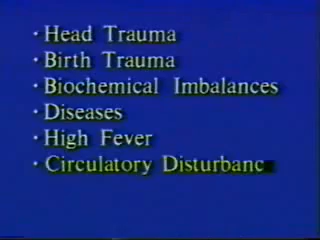 · Head Trauma
· Birth Trauma
· Biochemical Imbalances
· Diseases
· High Fever
· Circulatory Disturbanc